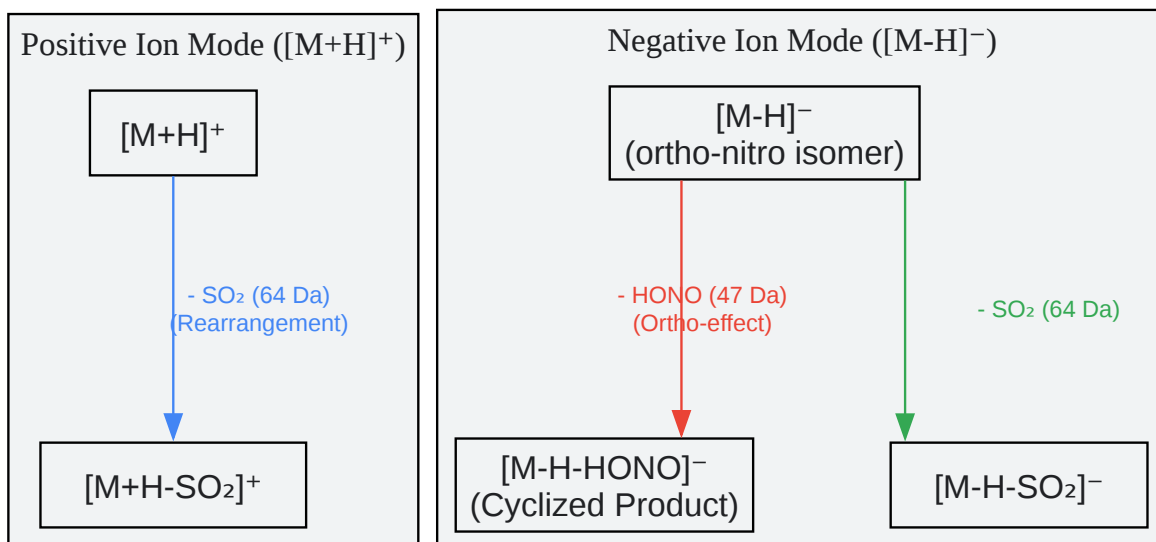 Positive Ion Mode ([M+H]⁺)
[M+H]⁺
- SO₂ (64 Da)
(Rearrangement)
[M+H-SO₂]⁺
Negative Ion Mode ([M-H]⁻)
[M-H]⁻
(ortho-nitro isomer)
- HONO (47 Da)
(Ortho-effect)
- SO₂ (64 Da)
[M-H-HONO]⁻
(Cyclized Product)
[M-H-SO₂]⁻